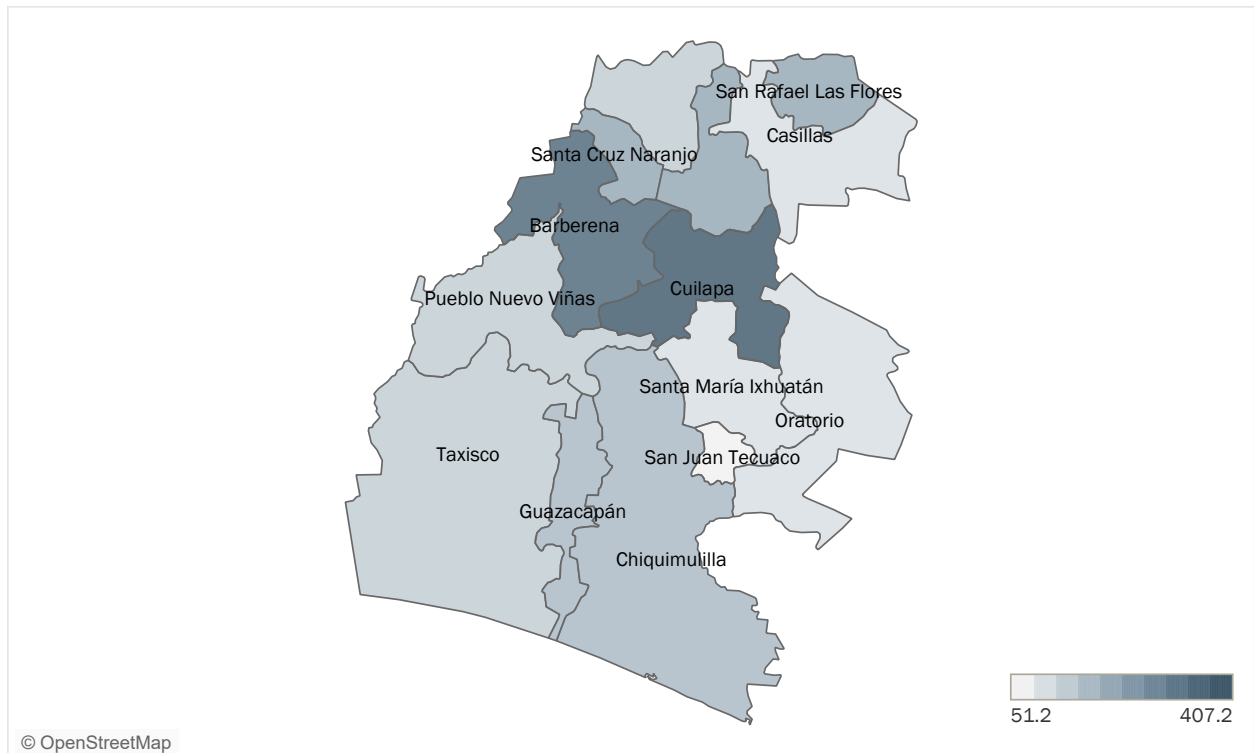 San Rafael Las Flores
Casillas
Santa Cruz Naranjo
Barberena
Cuilapa
Pueblo Nuevo Viñas
Santa María Ixhuatán
Oratorio
Taxisco
San Juan Tecuaco
Guazacapán
Chiquimulilla
51.2
407.2
© OpenStreetMap